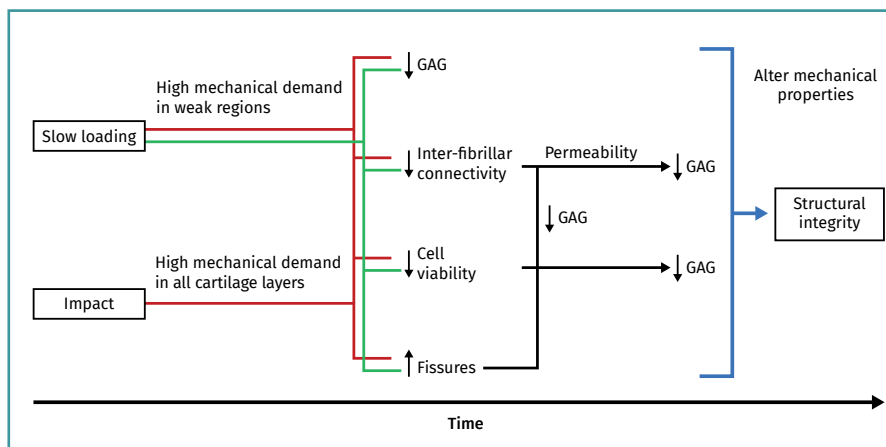 ↓ GAG
High mechanical demand
in weak regions
Slow loading
Alter mechanical
properties
↓ Inter-fibrillar
connectivity
Permeability
↓ GAG
↓ GAG
Structural
integrity
High mechanical demand
in all cartilage layers
Impact
↓ Cell
viability
↓ GAG
↑ Fissures
Time